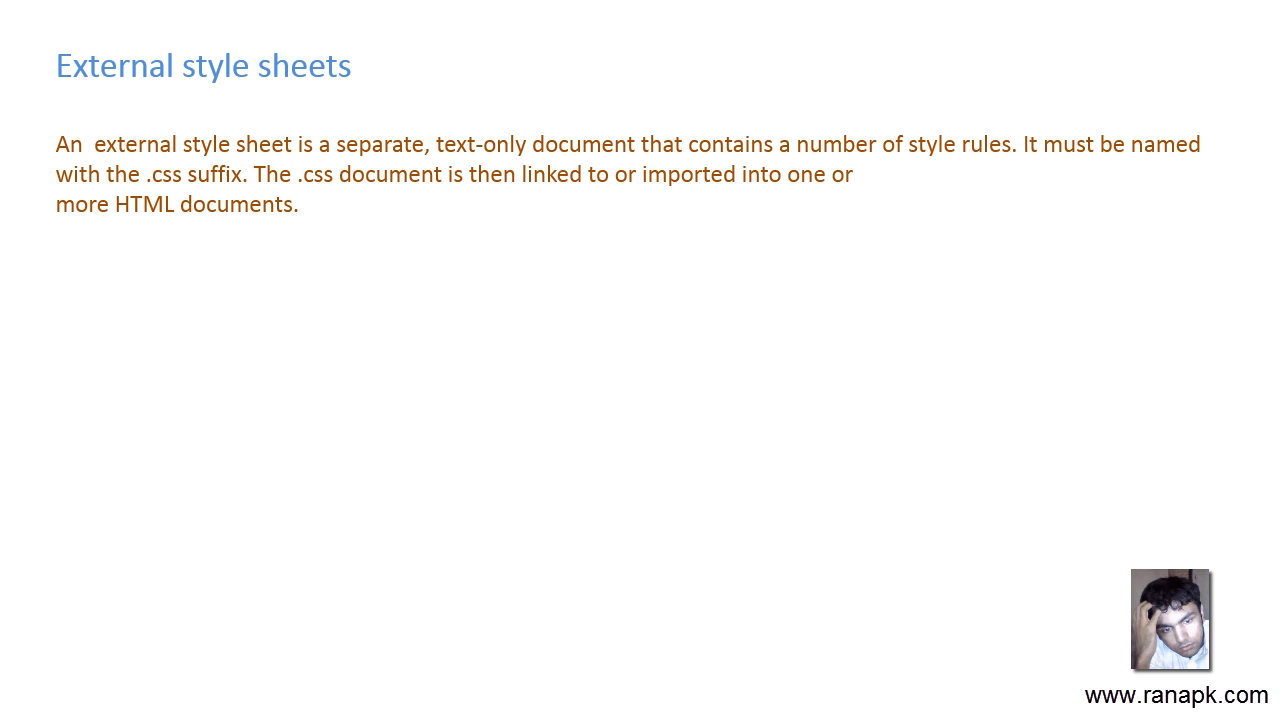 External style sheets
An  external style sheet is a separate, text-only document that contains a number of style rules. It must be named
with the .css suffix. The .css document is then linked to or imported into one or
more HTML documents.
www.ranapk.com